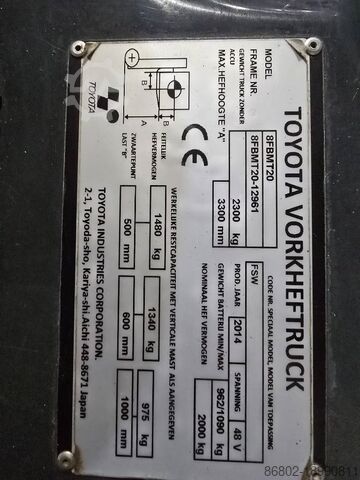 TOYOTA VORKHEFTRUCK
CODE NR. SPECIAAL MODEL, MODEL VAN TOEPASSING
MODEL 8FBMT20 FSW
FRAME NR. 8FBMT20-12961 PROD. JAAR 2014 SPANNING 48 V
GEWICHT TRUCK ZONDER ACCU 2300 kg GEWICHT BATTERIJ MIN/MAX 962/1090 kg
MAX.HEFHOOGTE "A" 3300 mm NOMINAAL HEF VERMOGEN 2000 kg
CE
WERKELIJKE RESTCAPACITEIT MET VERTICALE MAST ALS AANGEGEVEN
A
B
B
FEITELIJK HEFVERMOGEN 1480 kg 1340 kg 975 kg
ZWAARTEPUNT LAST "B" 500 mm 600 mm 1000 mm
TOYOTA
TOYOTA INDUSTRIES CORPORATION.
2-1, Toyoda-sho, Kariya-shi.Aichi 448-8671 Japan
86802-18990811